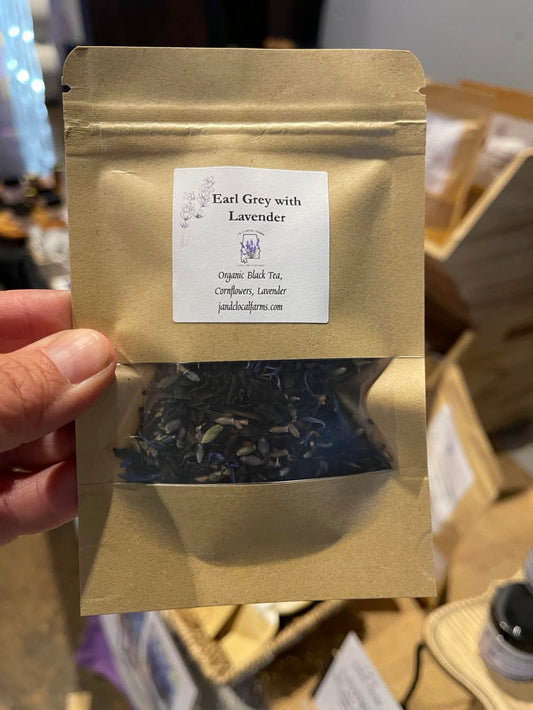 Earl Grey with
Lavender
Organic Black Tea,
Cornflowers, Lavender
jandclocalfarms.com